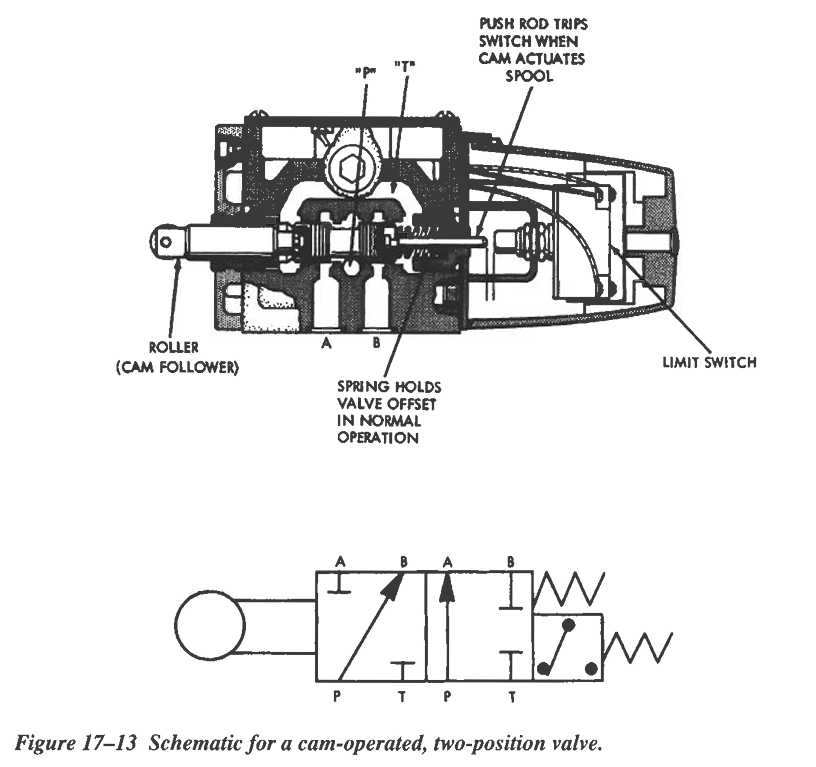 PUSH ROD TRIPS
SWITCH WHEN
CAM ACTUATES
SPOOL
"P"
"T"
A
B
ROLLER
(CAM FOLLOWER)
LIMIT SWITCH
SPRING HOLDS
VALVE OFFSET
IN NORMAL
OPERATION
A B A B
P T P T
Figure 17–13 Schematic for a cam-operated, two-position valve.